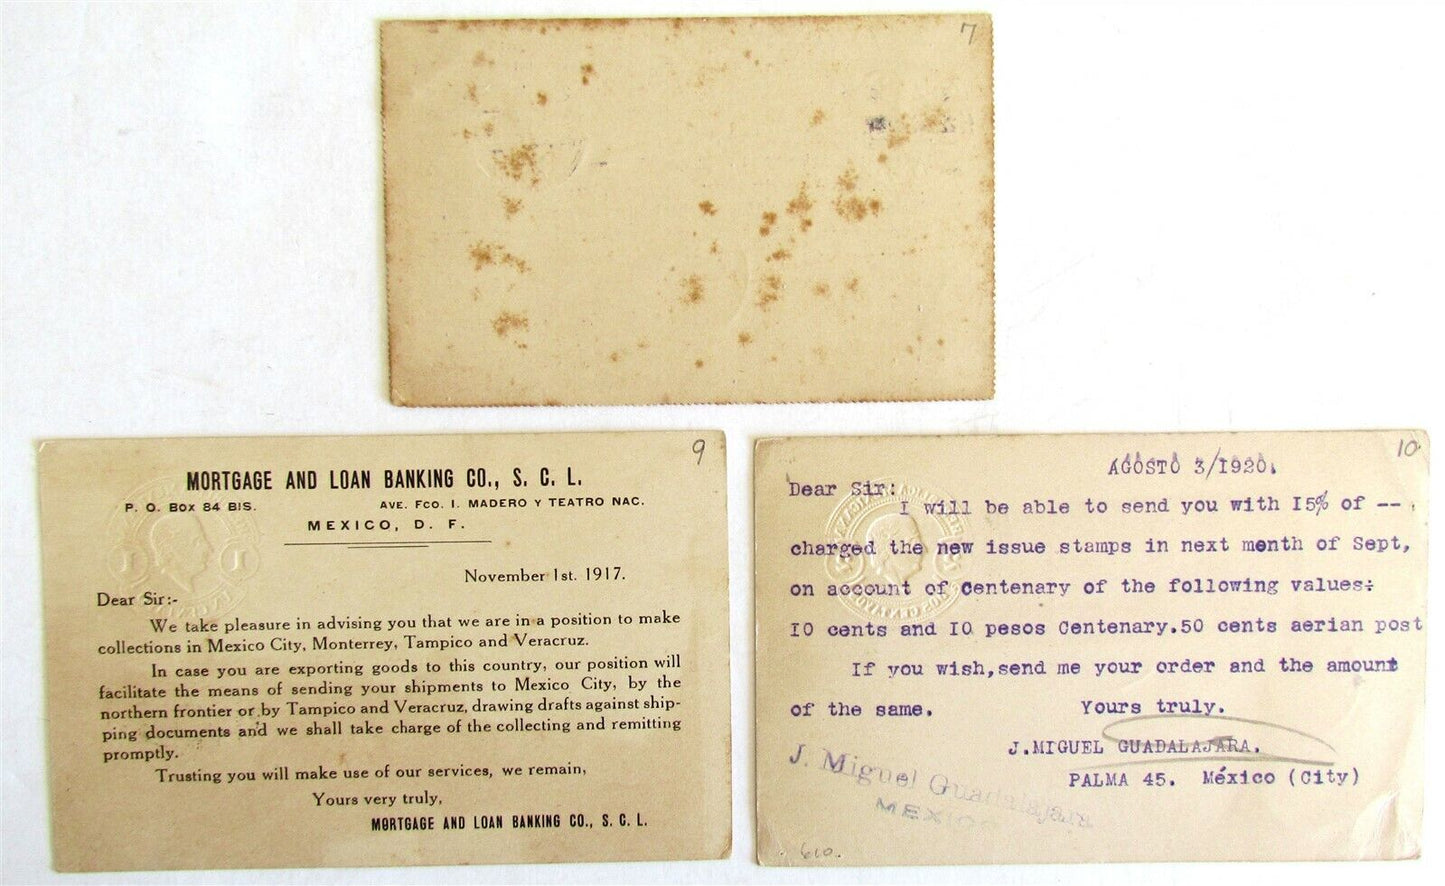 7
9
MORTGAGE AND LOAN BANKING CO., S. C. L.
P. O. Box 84 BIS. AVE. Fco. I. MADERO Y TEATRO NAC.
MEXICO, D. F.
November 1st. 1917.
Dear Sir:-
We take pleasure in advising you that we are in a position to make
collections in Mexico City, Monterrey, Tampico and Veracruz.
In case you are exporting goods to this country, our position will
facilitate the means of sending your shipments to Mexico City, by the
northern frontier or by Tampico and Veracruz, drawing drafts against ship-
ping documents and we shall take charge of the collecting and remitting
promptly.
Trusting you will make use of our services, we remain,
Yours very truly,
MORTGAGE AND LOAN BANKING CO., S. C. L.
10
AGOSTO 3/1920.
Dear Sir:
I will be able to send you with 15% of --
charged the new issue stamps in next month of Sept,
on account of Centenary of the following values:
10 cents and 10 pesos Centenary.50 cents aerian post
If you wish,send me your order and the amount
of the same. Yours truly.
J.MIGUEL GUADALAJARA.
PALMA 45. México (City)
J. Miguel Guadalajara
MEXICO
610.